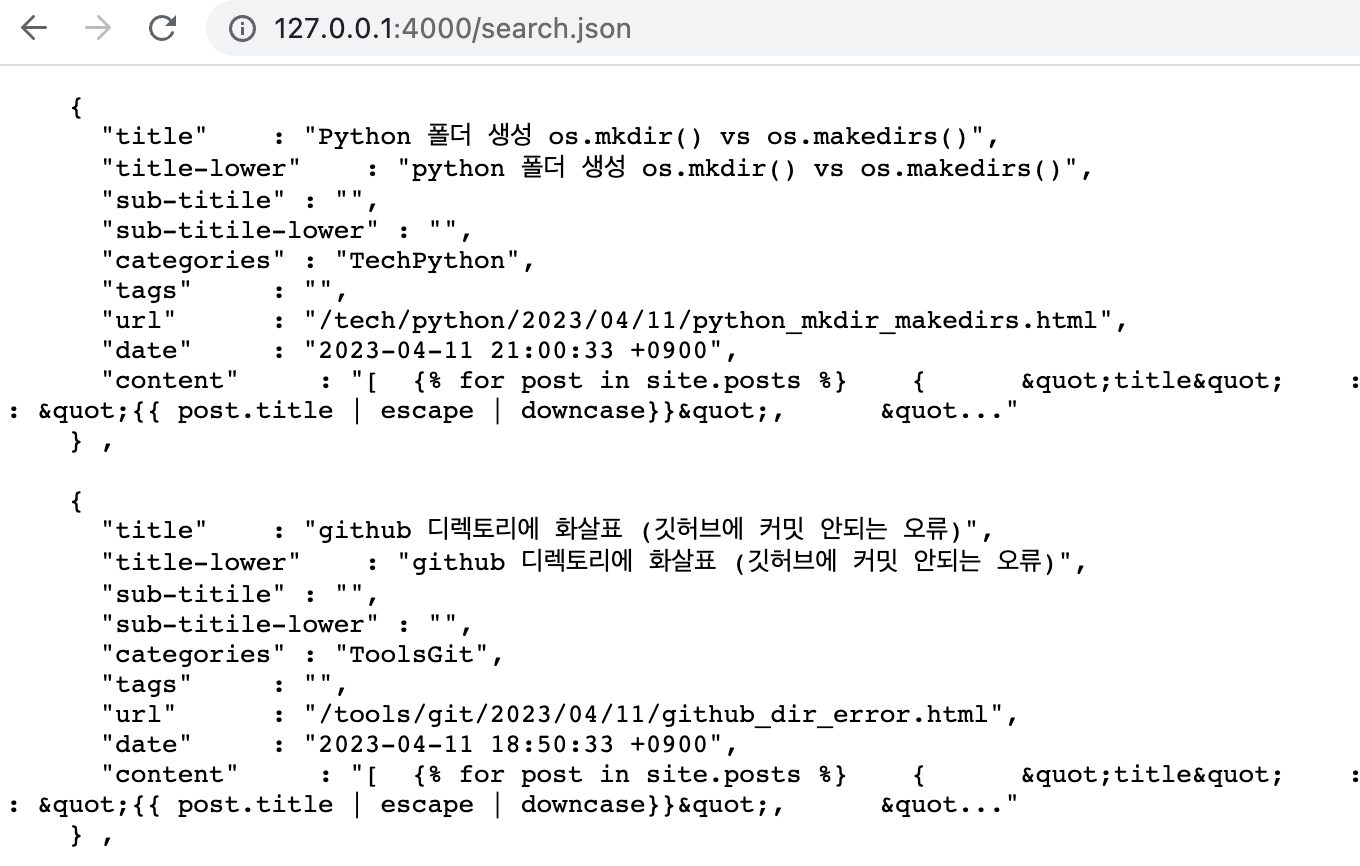 127.0.0.1:4000/search.json
{
"title"    : "Python 폴더 생성 os.mkdir() vs os.makedirs()",
"title-lower"    : "python 폴더 생성 os.mkdir() vs os.makedirs()",
"sub-titile" : "",
"sub-titile-lower" : "",
"categories" : "TechPython",
"tags"     : "",
"url"      : "/tech/python/2023/04/11/python_mkdir_makedirs.html",
"date"     : "2023-04-11 21:00:33 +0900",
"content"     : "[  {% for post in site.posts %}    {      &quot;title&quot;    :
: &quot;{{ post.title | escape | downcase}}&quot;,      &quot..."
} ,
{
"title"    : "github 디렉토리에 화살표 (깃허브에 커밋 안되는 오류)",
"title-lower"    : "github 디렉토리에 화살표 (깃허브에 커밋 안되는 오류)",
"sub-titile" : "",
"sub-titile-lower" : "",
"categories" : "ToolsGit",
"tags"     : "",
"url"      : "/tools/git/2023/04/11/github_dir_error.html",
"date"     : "2023-04-11 18:50:33 +0900",
"content"     : "[  {% for post in site.posts %}    {      &quot;title&quot;    :
: &quot;{{ post.title | escape | downcase}}&quot;,      &quot..."
} ,